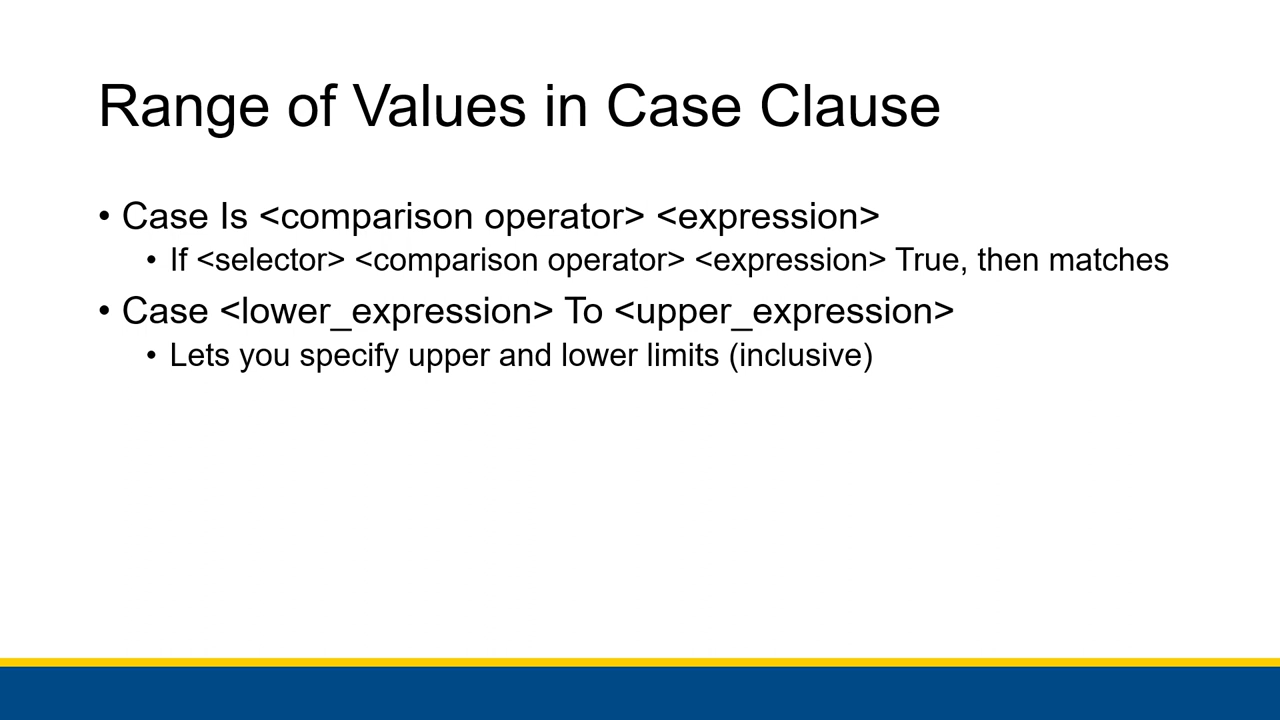 Range of Values in Case Clause
• Case Is <comparison operator> <expression>
• If <selector> <comparison operator> <expression> True, then matches
• Case <lower_expression> To <upper_expression>
• Lets you specify upper and lower limits (inclusive)